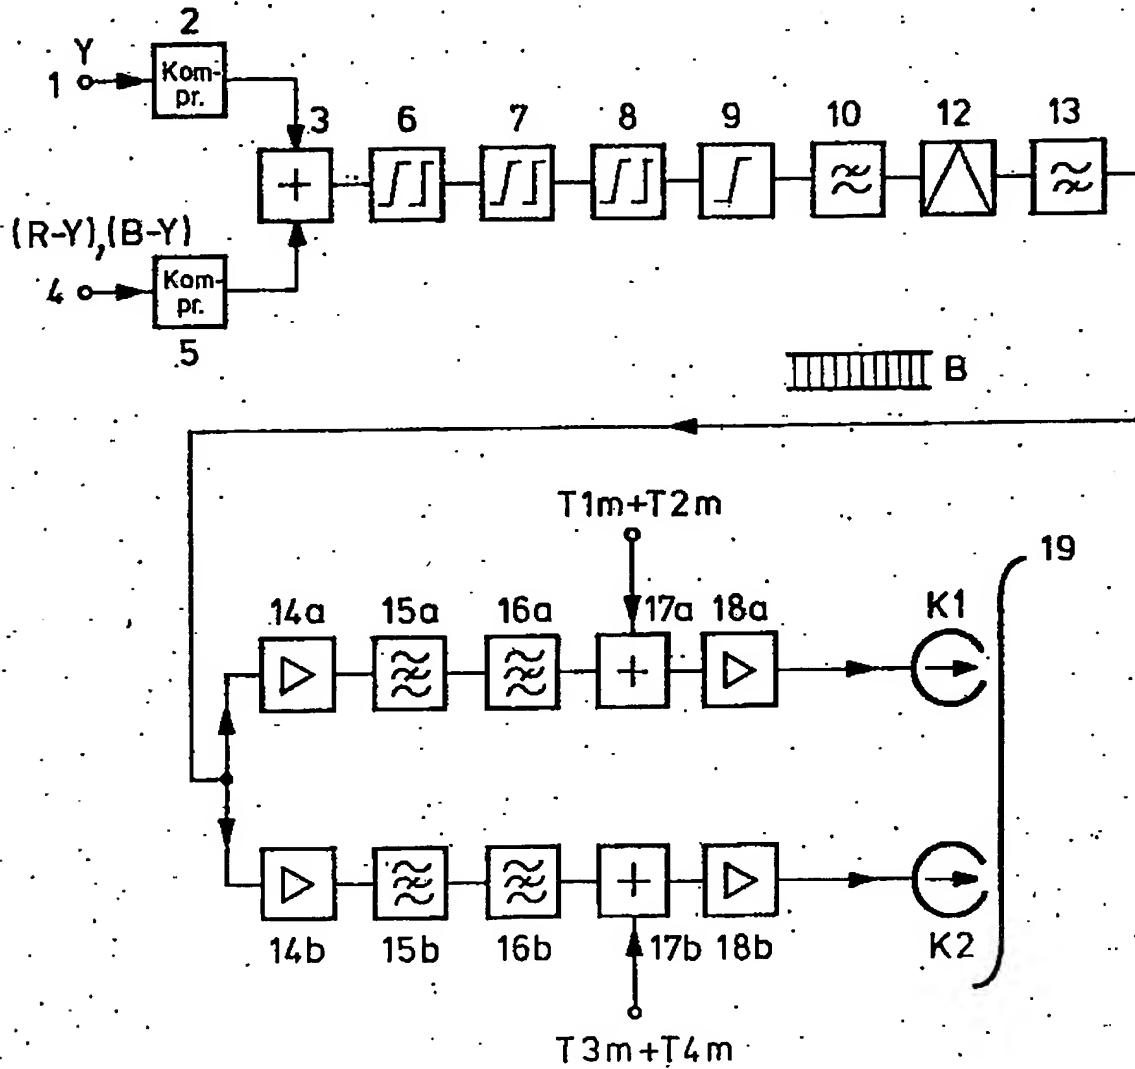 2
Y
1
Kom-
pr.
3
6
7
8
9
10
12
13
+
(R-Y),(B-Y)
4
Kom-
pr.
5
B
T1m+T2m
19
14a
15a
16a
17a
18a
K1
+
+
14b
15b
16b
17b
18b
K2
T3m+T4m